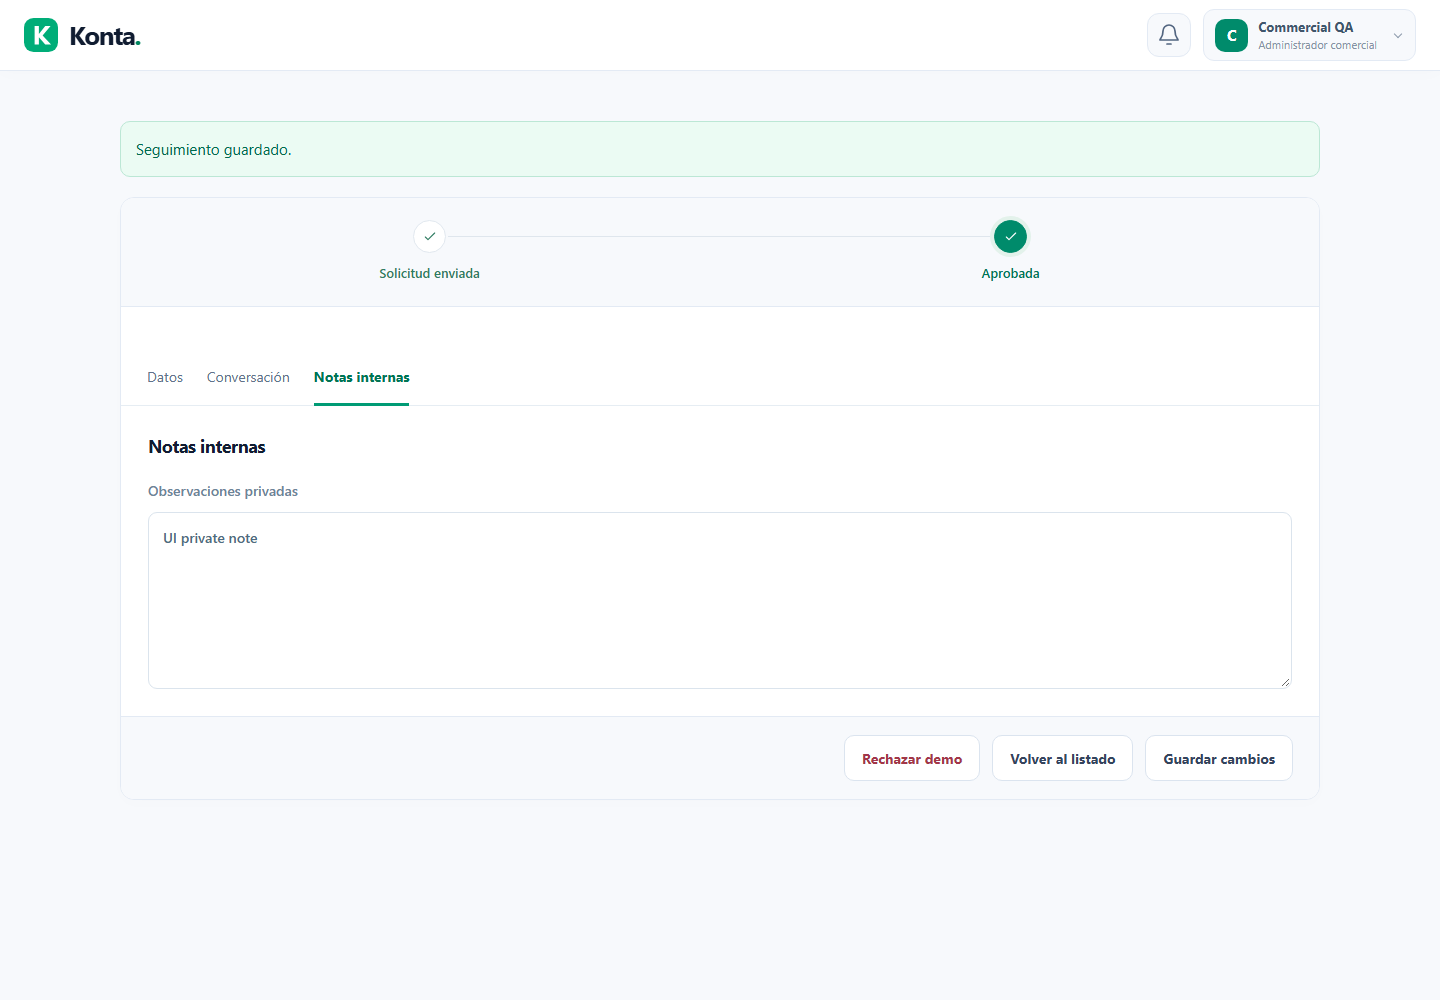 K Konta.
C
Commercial QA
Administrador comercial
Seguimiento guardado.
Solicitud enviada
Aprobada
Datos
Conversación
Notas internas
Notas internas
Observaciones privadas
UI private note
Rechazar demo
Volver al listado
Guardar cambios